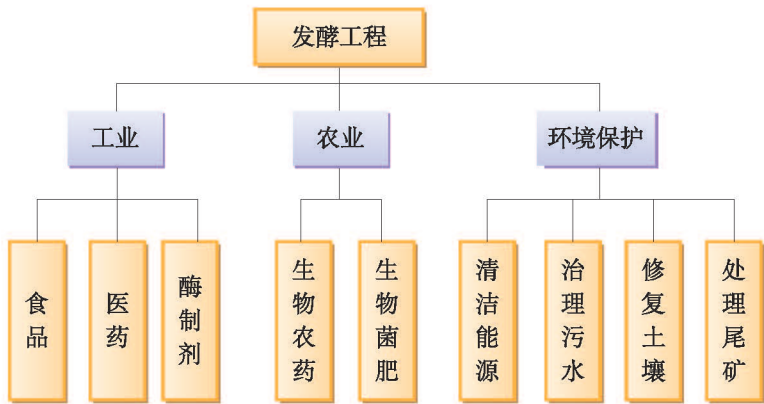 发酵工程
工业
农业
环境保护
食品
医药
酶制剂
生物农药
生物菌肥
清洁能源
治理污水
修复土壤
处理尾矿